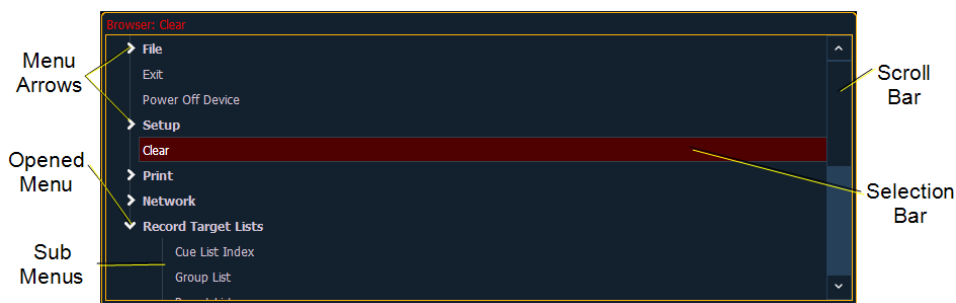 Browser: Clear
File
Exit
Power Off Device
Setup
Clear
Print
Network
Record Target Lists
Cue List Index
Group List
Menu
Arrows
Opened
Menu
Sub
Menus
Scroll
Bar
Selection
Bar